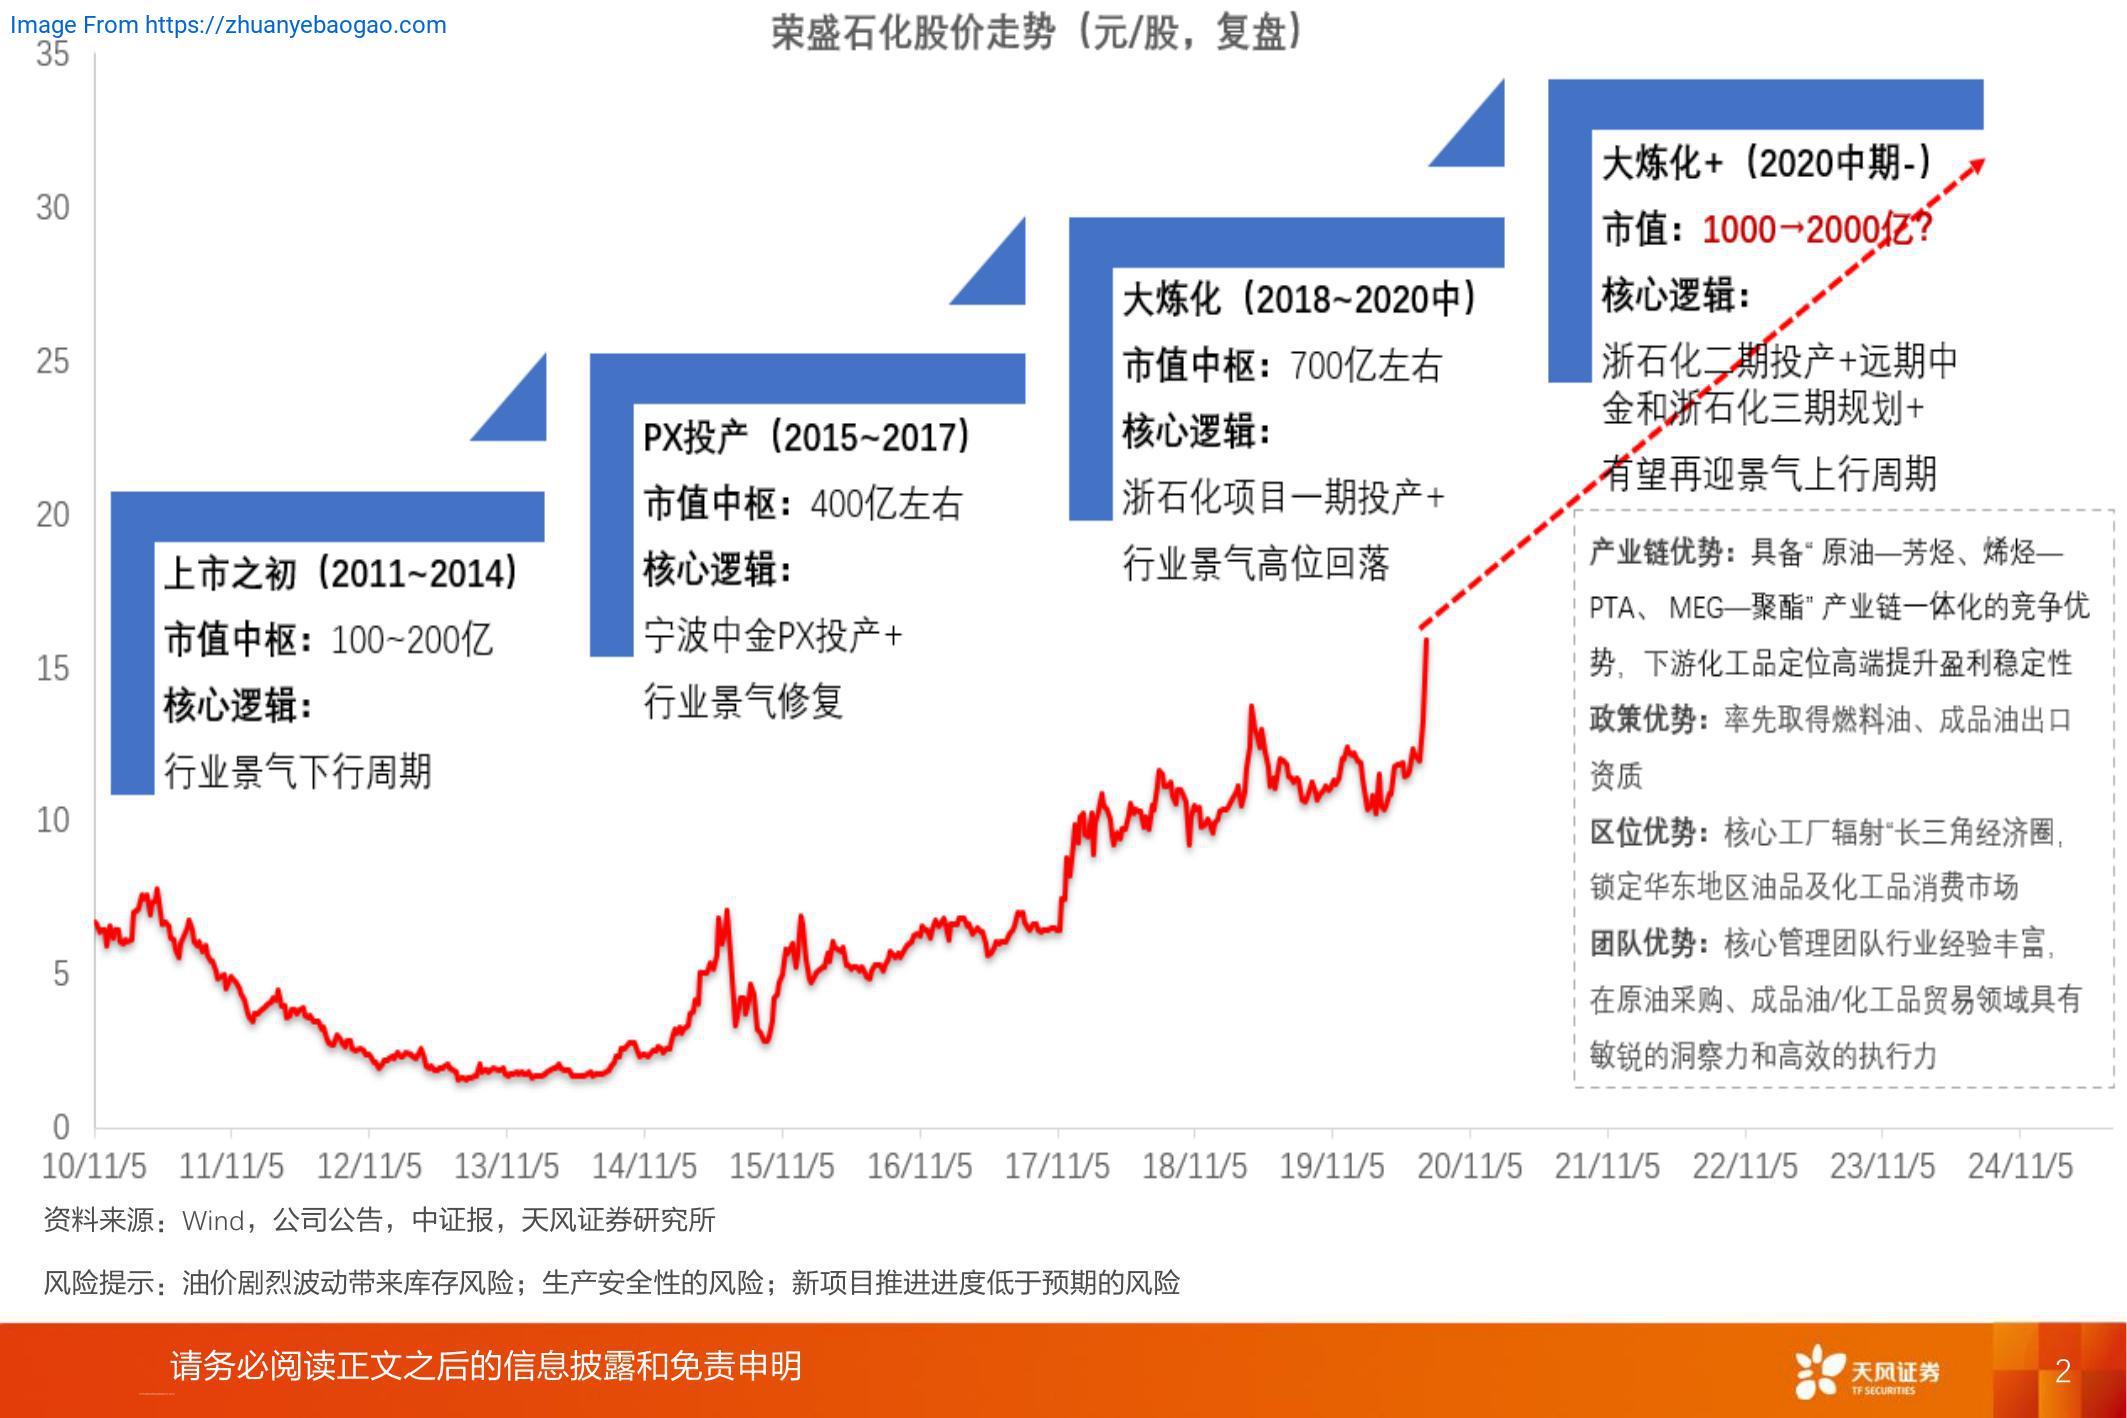 Image From https://zhuanyebaogao.com
荣盛石化股价走势（元/股，复盘）
35
30
25
20
15
10
5
0
上市之初（2011~2014）
市值中枢：100~200亿
核心逻辑：
行业景气下行周期
PX投产（2015~2017）
市值中枢：400亿左右
核心逻辑：
宁波中金PX投产+
行业景气修复
大炼化（2018~2020中）
市值中枢：700亿左右
核心逻辑：
浙石化项目一期投产+
行业景气高位回落
大炼化+（2020中期-）
市值：1000→2000亿？
核心逻辑：
浙石化二期投产+远期中
金和浙石化三期规划+
有望再迎景气上行周期
产业链优势：具备“ 原油—芳烃、烯烃—
PTA、 MEG—聚酯” 产业链一体化的竞争优
势，下游化工品定位高端提升盈利稳定性
政策优势：率先取得燃料油、成品油出口
资质
区位优势：核心工厂辐射“长三角经济圈，
锁定华东地区油品及化工品消费市场
团队优势：核心管理团队行业经验丰富，
在原油采购、成品油/化工品贸易领域具有
敏锐的洞察力和高效的执行力
10/11/5 11/11/5 12/11/5 13/11/5 14/11/5 15/11/5 16/11/5 17/11/5 18/11/5 19/11/5 20/11/5 21/11/5 22/11/5 23/11/5 24/11/5
资料来源：Wind，公司公告，中证报，天风证券研究所
风险提示：油价剧烈波动带来库存风险；生产安全性的风险；新项目推进进度低于预期的风险
请务必阅读正文之后的信息披露和免责申明
天风证券
TF SECURITIES
2